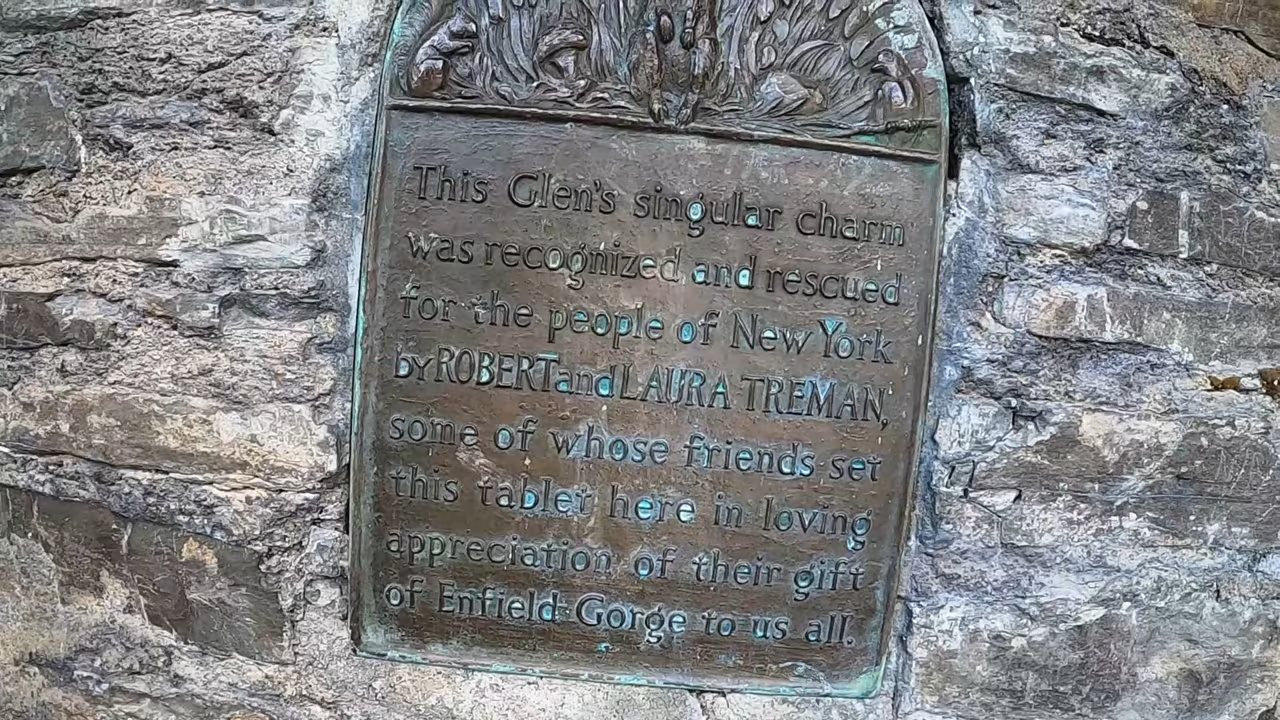 This Glen's singular charm
was recognized and rescued
for the people of New York
by ROBERT and LAURA TREMAN,
some of whose friends set
this tablet here in loving
appreciation of their gift
of Enfield Gorge to us all.